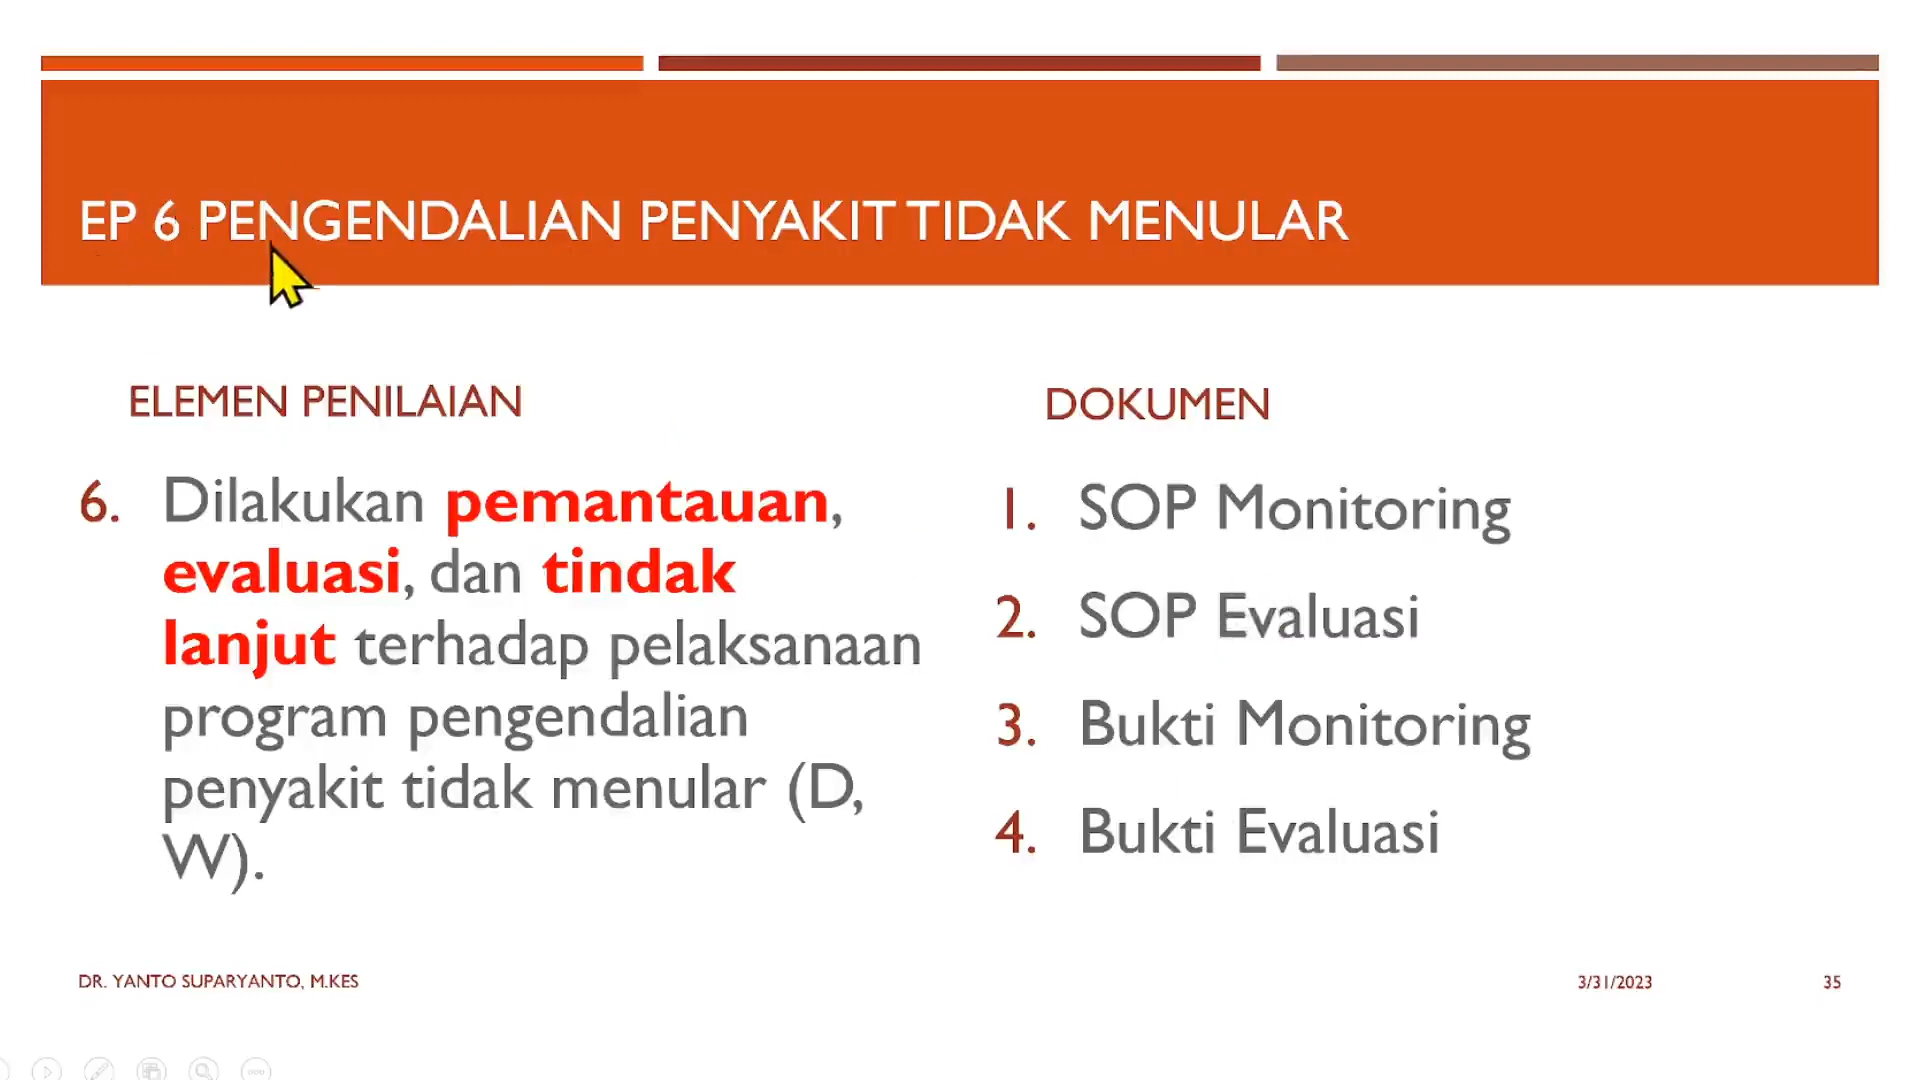 EP 6 PENGENDALIAN PENYAKIT TIDAK MENULAR
ELEMEN PENILAIAN
6. Dilakukan pemantauan,
evaluasi, dan tindak
lanjut terhadap pelaksanaan
program pengendalian
penyakit tidak menular (D,
W).
DOKUMEN
1. SOP Monitoring
2. SOP Evaluasi
3. Bukti Monitoring
4. Bukti Evaluasi
DR. YANTO SUPARYANTO, M.KES
3/31/2023
35